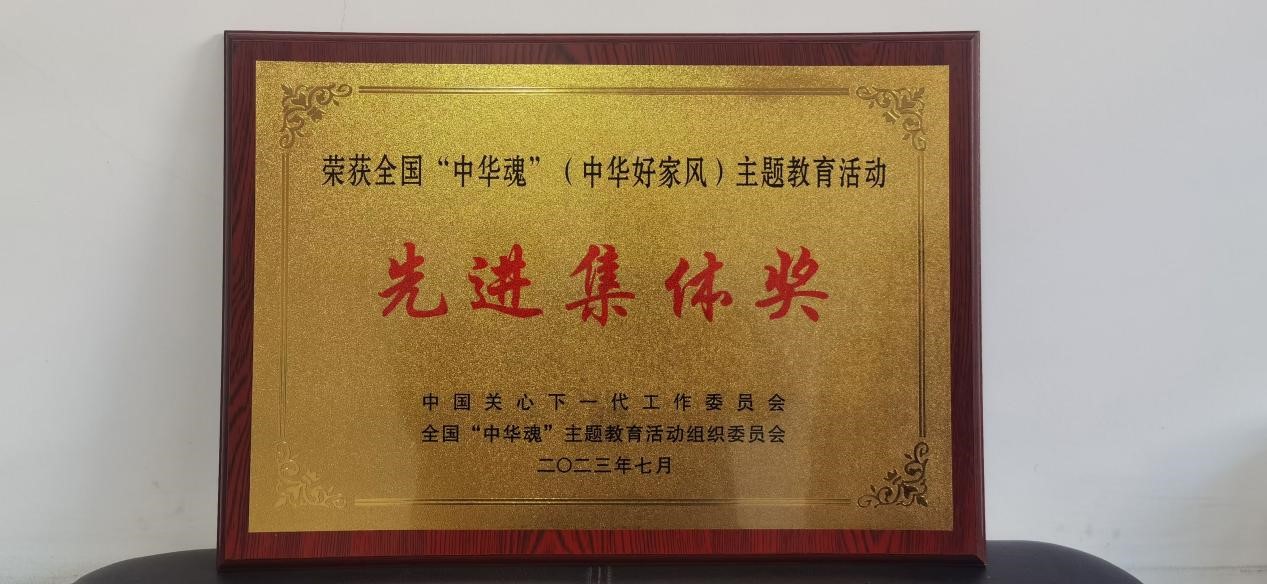 荣获全国“中华魂”（中华好家风）主题教育活动
先进集体奖
中国关心下一代工作委员会
全国“中华魂”主题教育活动组织委员会
二〇二三年七月